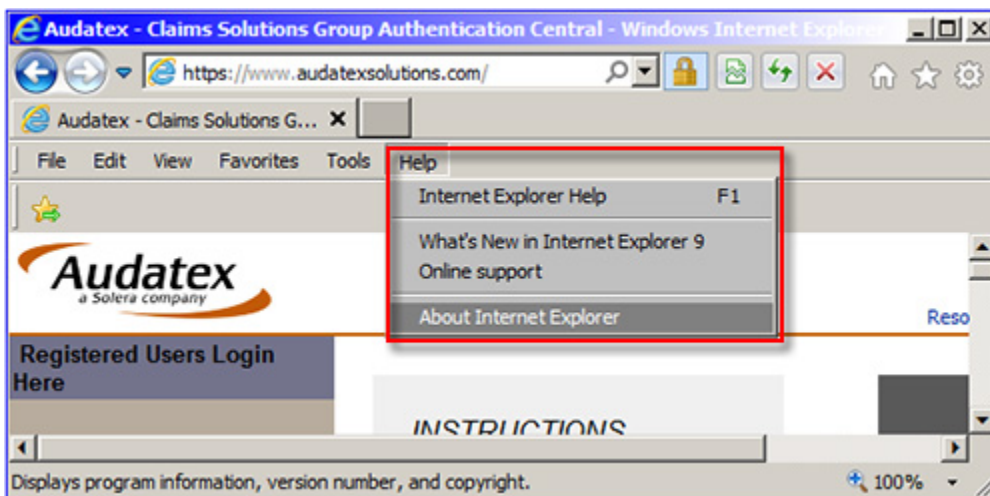 Audatex - Claims Solutions Group Authentication Central - Windows Internet Explorer
https://www.audatexsolutions.com/
Audatex - Claims Solutions G...
File Edit View Favorites Tools Help
Internet Explorer Help F1
What's New in Internet Explorer 9
Online support
About Internet Explorer
Audatex
a Solera company
Reso
Registered Users Login
Here
INSTRUCTIONS
Displays program information, version number, and copyright.
100%